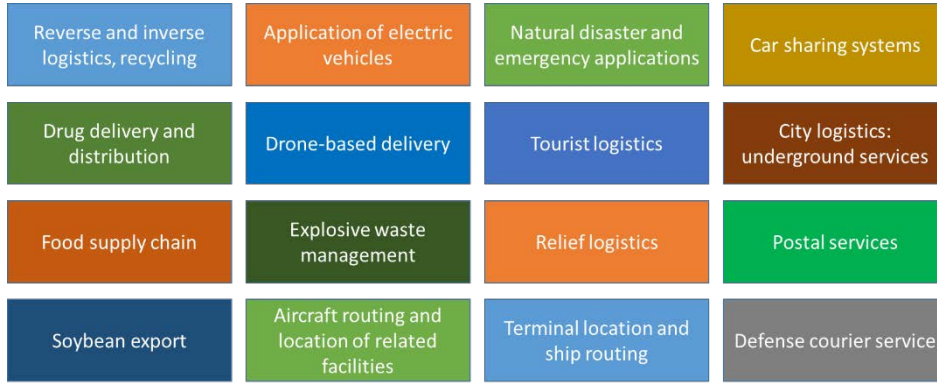 Reverse and inverse
logistics, recycling
Application of electric
vehicles
Natural disaster and
emergency applications
Car sharing systems
Drug delivery and
distribution
Drone-based delivery
Tourist logistics
City logistics:
underground services
Food supply chain
Explosive waste
management
Relief logistics
Postal services
Soybean export
Aircraft routing and
location of related
facilities
Terminal location and
ship routing
Defense courier service